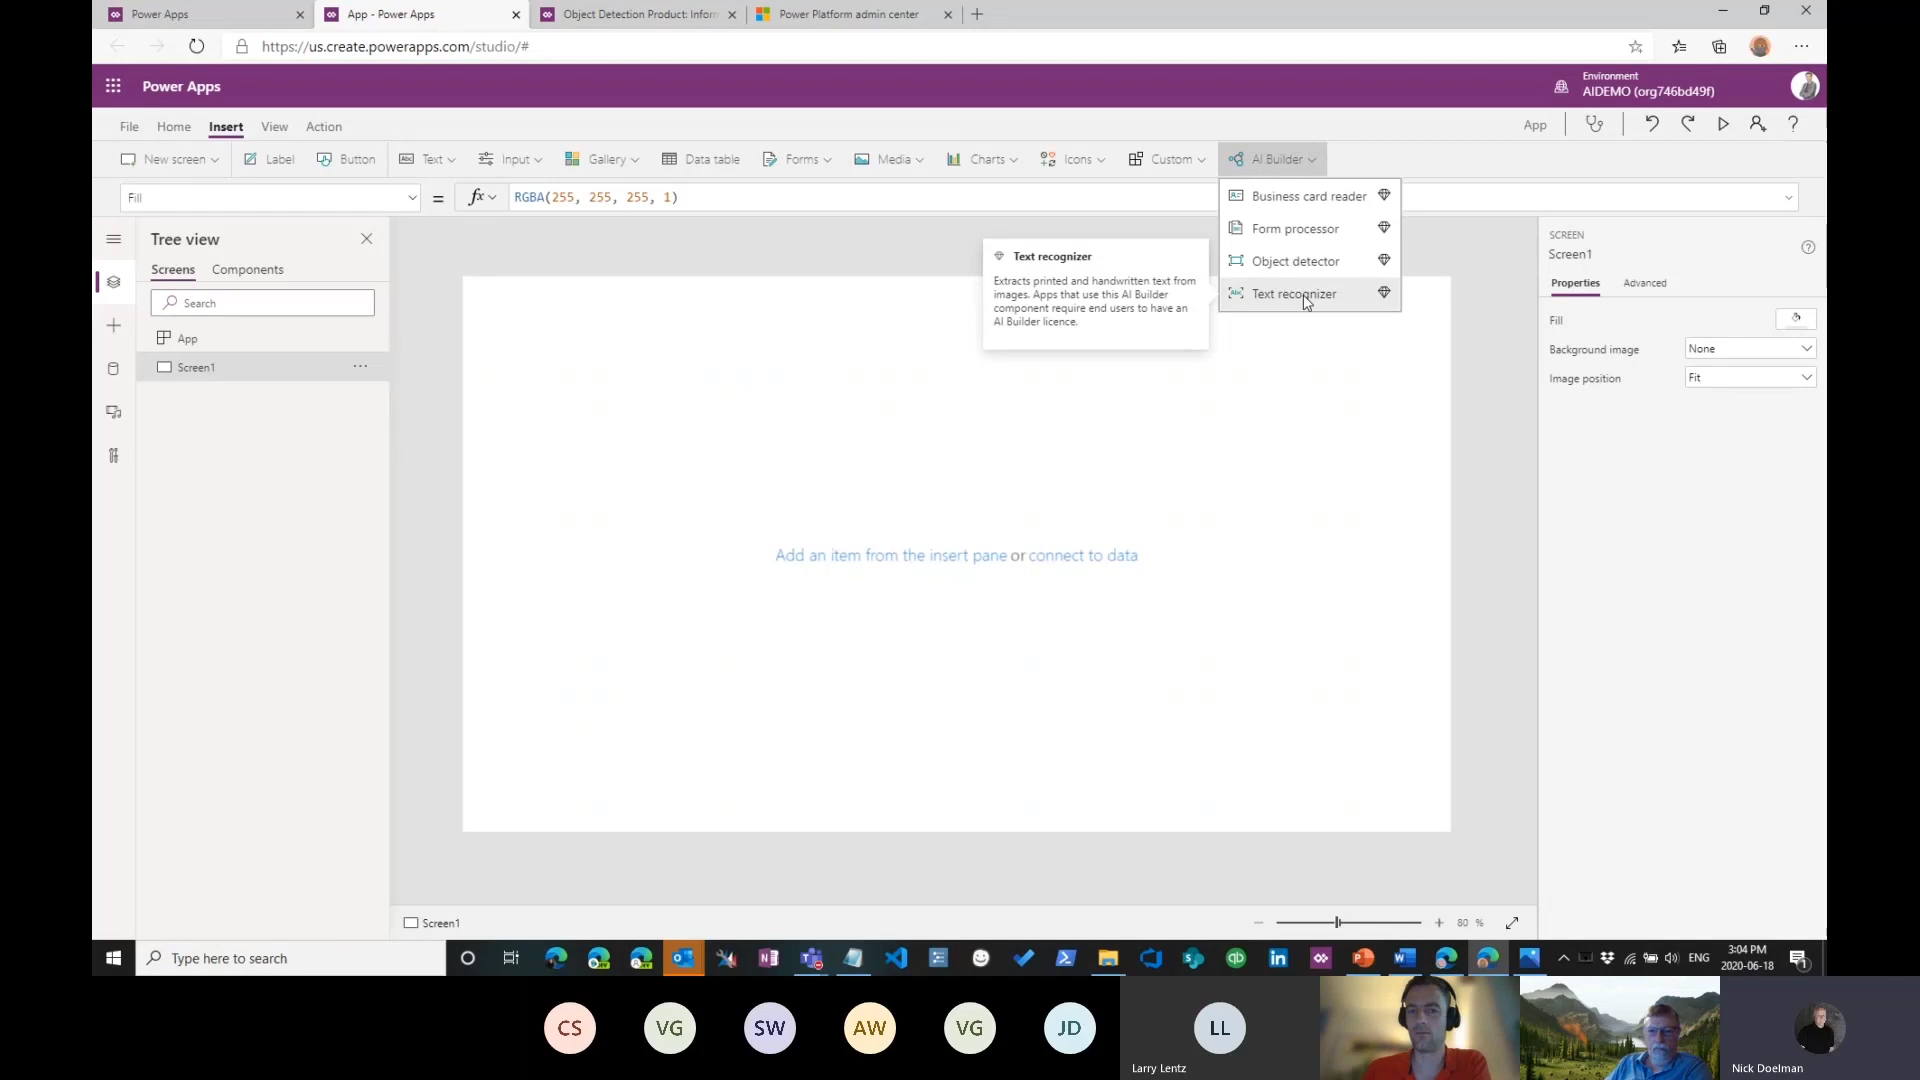 Power Apps
App - Power Apps
Object Detection Product: Inforr
Power Platform admin center
https://us.create.powerapps.com/studio/#
Power Apps
Environment
AIDEMO (org746bd49f)
File Home Insert View Action
App
New screen Label Button Text Input Gallery Data table Forms Media Charts Icons Custom AI Builder
Fill
= fx RGBA(255, 255, 255, 1)
Business card reader
Form processor
Object detector
Text recognizer
Text recognizer
Extracts printed and handwritten text from
images. Apps that use this AI Builder
component require end users to have an
AI Builder licence.
Tree view
Screens Components
Search
App
Screen1
Add an item from the insert pane or connect to data
SCREEN
Screen1
Properties Advanced
Fill
Background image None
Image position Fit
Screen1
80 %
Type here to search
ENG
3:04 PM
2020-06-18
CS VG SW AW VG JD LL
Larry Lentz
Nick Doelman